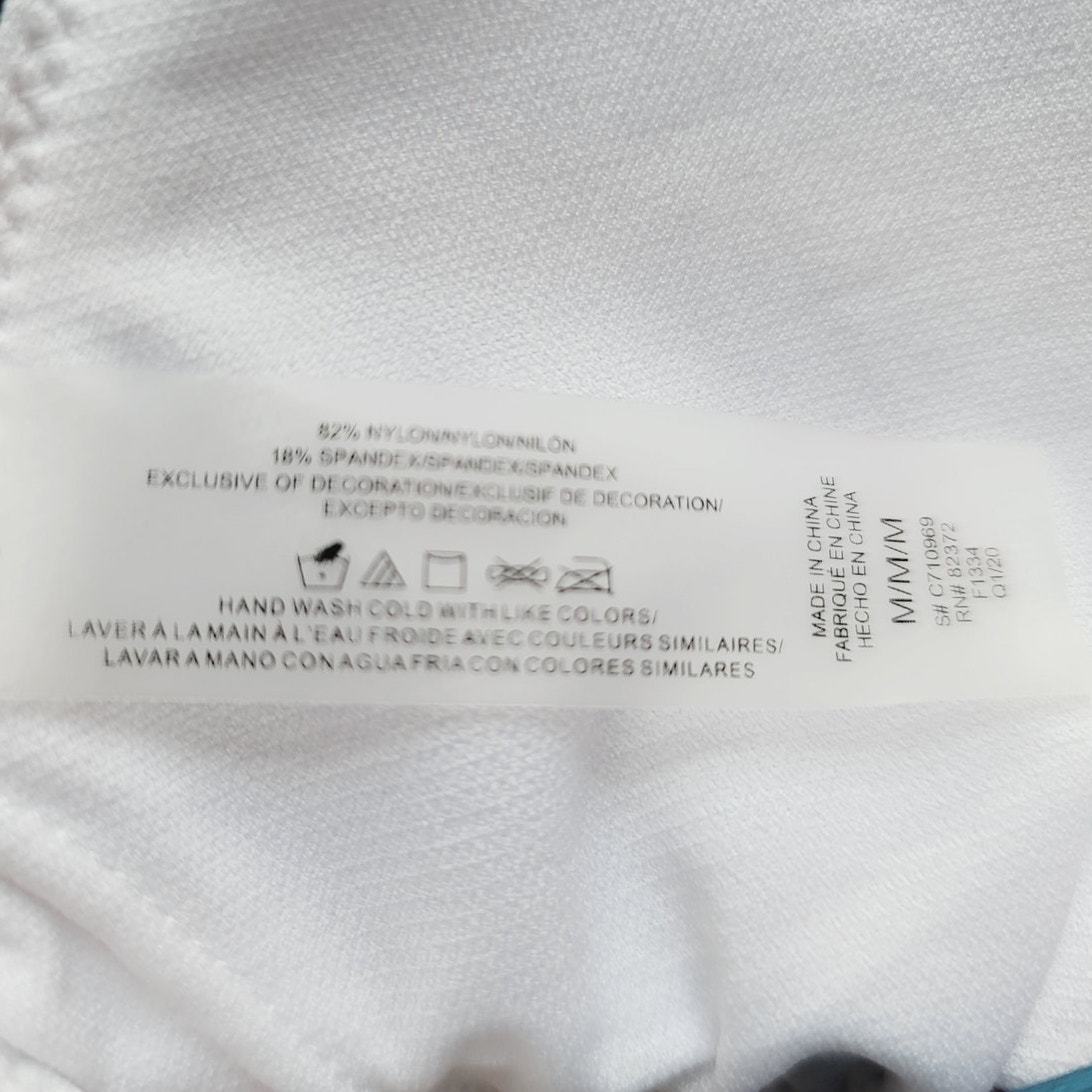 82% NYLON/NYLON/NILÓN
18% SPANDEX/SPANDEX/SPANDEX
EXCLUSIVE OF DECORATION/EXCLUSIF DE DECORATION/
EXCEPTO DECORACION
HAND WASH COLD WITH LIKE COLORS/
LAVER À LA MAIN À L'EAU FROIDE AVEC COULEURS SIMILAIRES/
LAVAR A MANO CON AGUA FRIA CON COLORES SIMILARES
MADE IN CHINA
FABRIQUÉ EN CHINE
HECHO EN CHINA
M/M/M
S# C710969
RN# 82372
F1334
Q1/20